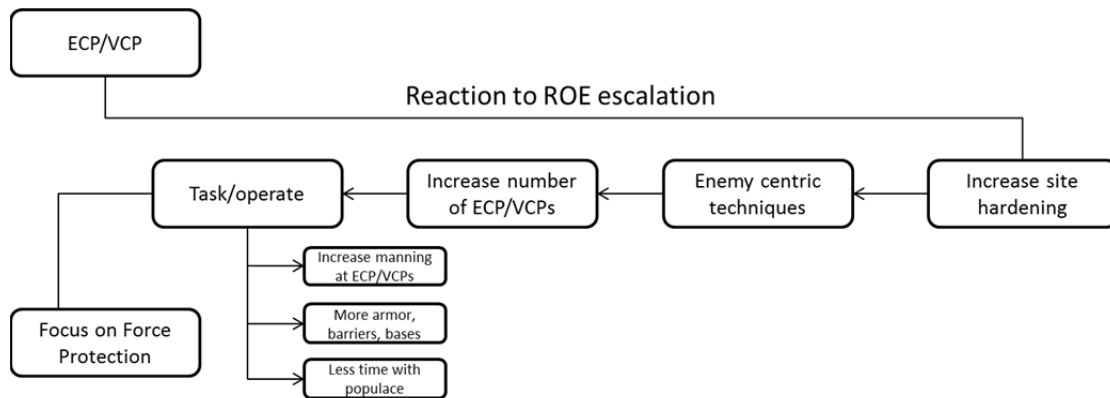 ECP/VCP
Reaction to ROE escalation
Task/operate
Increase number
of ECP/VCPs
Enemy centric
techniques
Increase site
hardening
Increase manning
at ECP/VCPs
More armor,
barriers, bases
Less time with
populace
Focus on Force
Protection